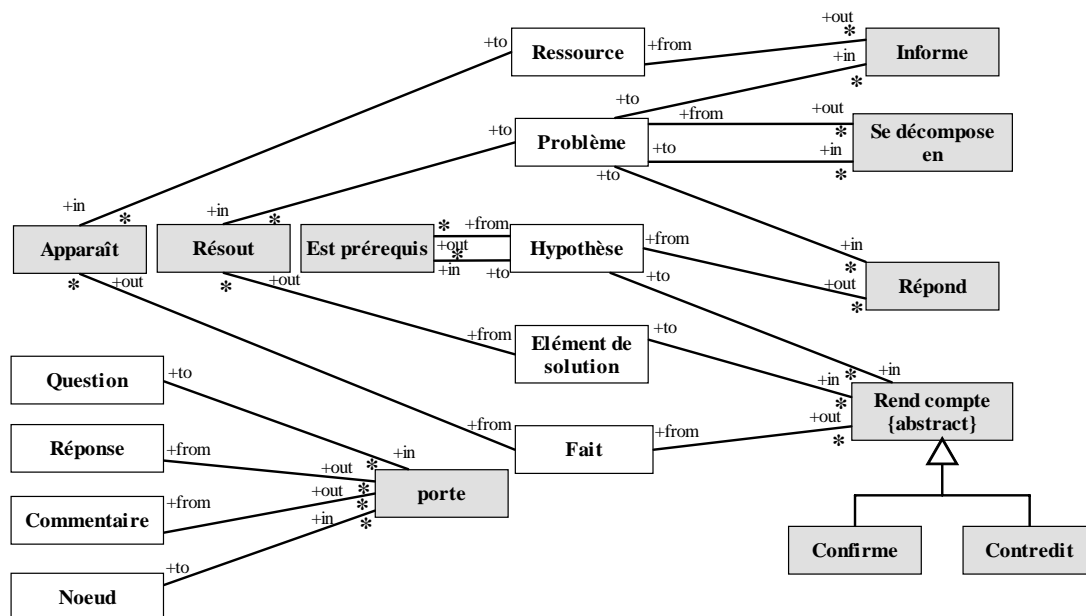 +out
*
+to
Ressource
+from
+in
Informe
*
+to
+from
+out
*
+to
Problème
+to
+in
Se décompose
en
*
+to
+in
*
+in
*
*
+from
+in
Apparaît
Résout
Est prérequis
+out
*
Hypothèse
+from
*
+out
*
+out
+in
+to
+to
+out
*
Répond
*
+from
Elément de
solution
+to
Question
+to
*
+in
+in
*
Rend compte
{abstract}
+out
*
Réponse
+from
+from
Fait
+from
+in
+out
*
porte
Commentaire
+from
+out
*
*
+in
*
Confirme
Contredit
Noeud
+to